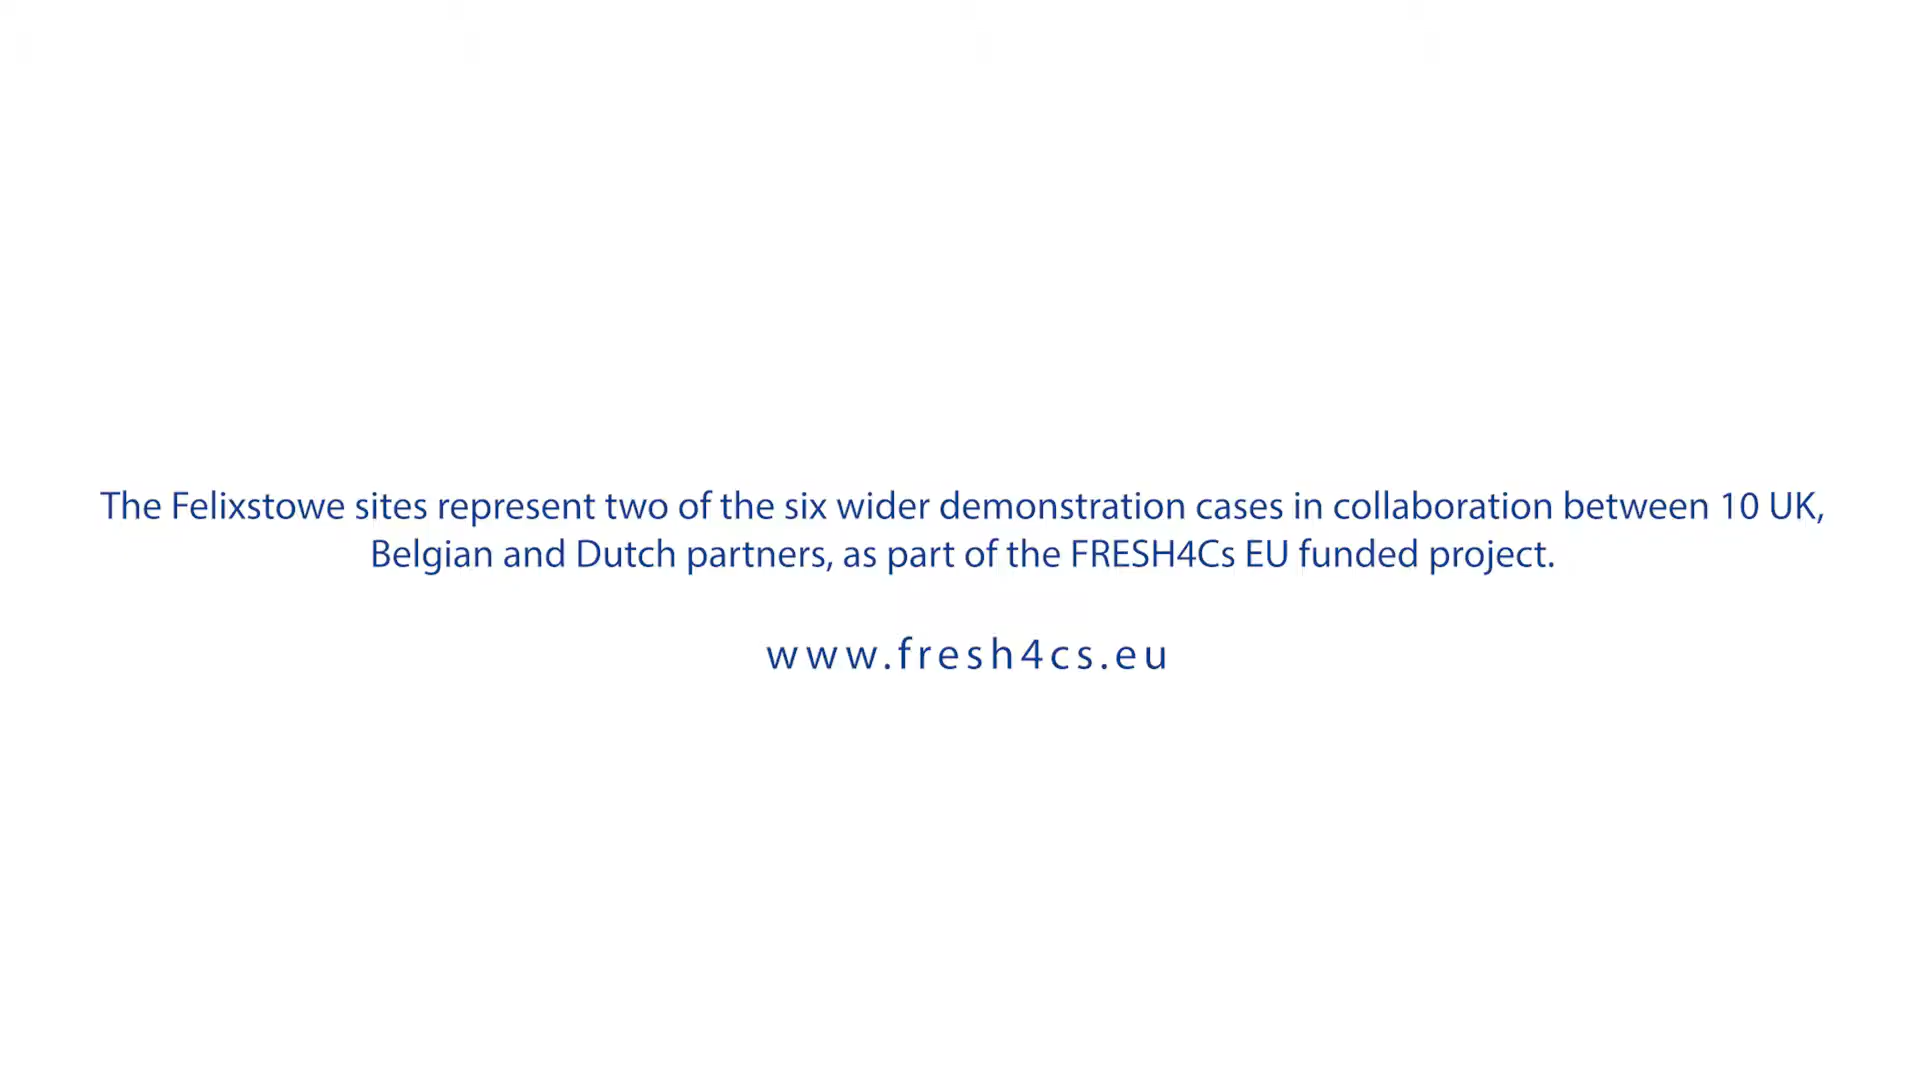 The Felixstowe sites represent two of the six wider demonstration cases in collaboration between 10 UK,
Belgian and Dutch partners, as part of the FRESH4Cs EU funded project.
www.fresh4cs.eu